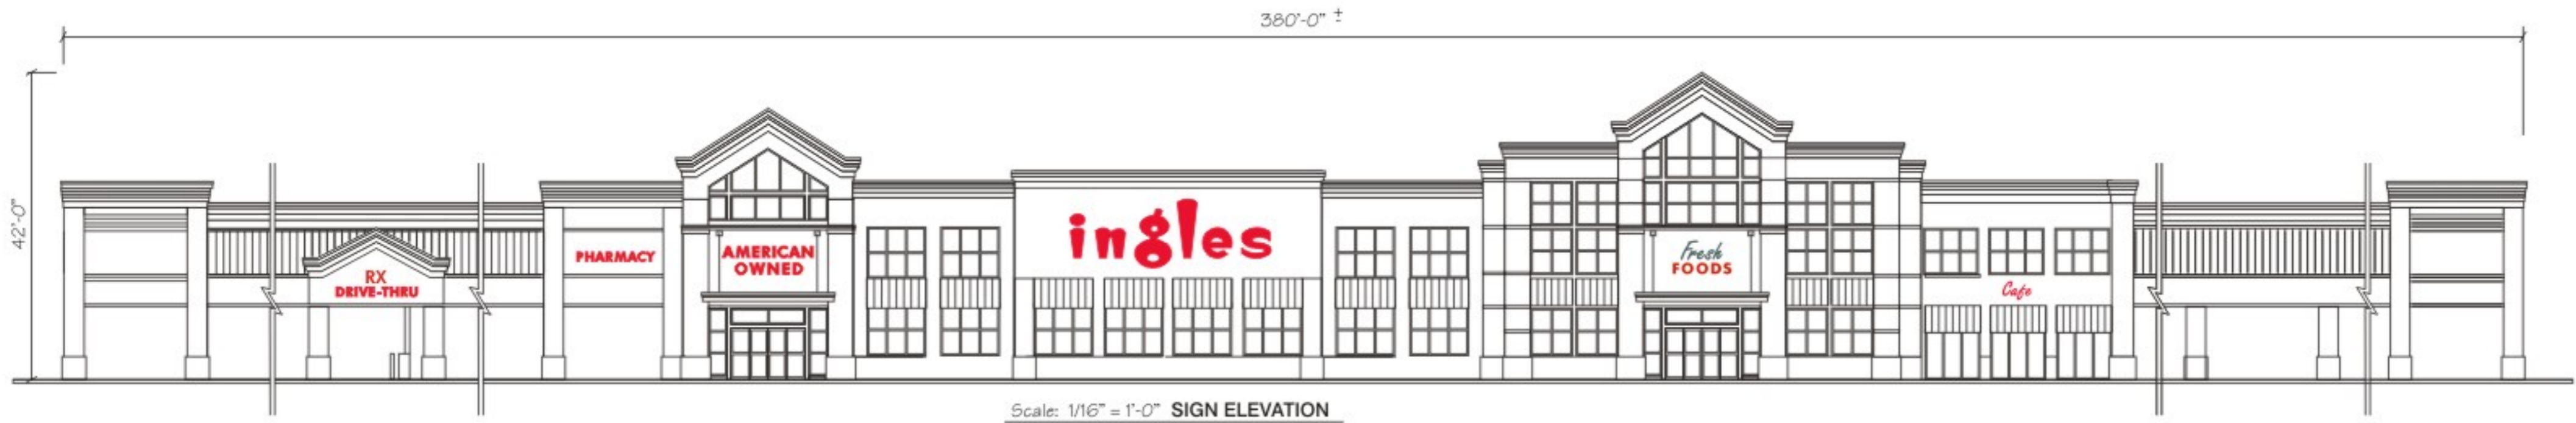 380'-0" ±
42'-0"
RX
DRIVE-THRU
PHARMACY
AMERICAN
OWNED
ingles
Fresh
FOODS
Cafe
Scale: 1/16" = 1'-0" SIGN ELEVATION